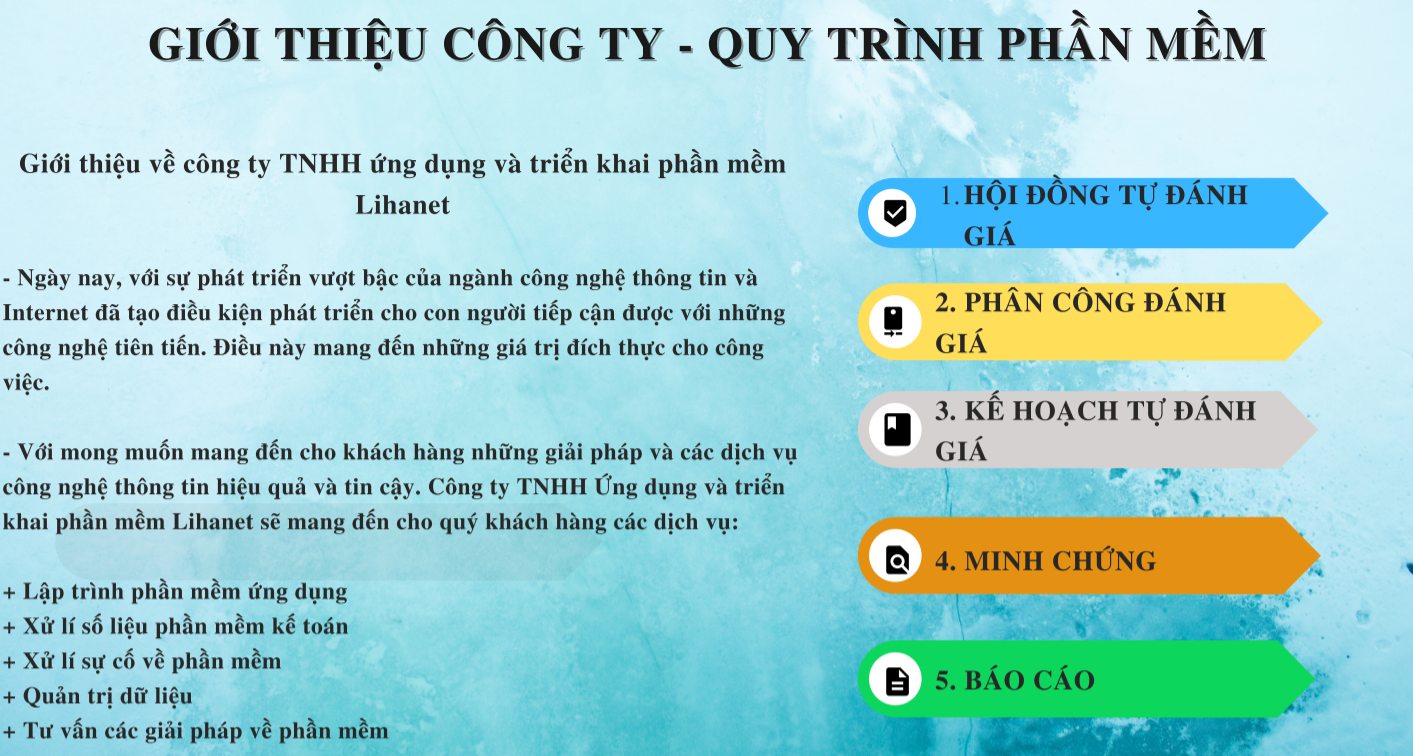 GIỚI THIỆU CÔNG TY - QUY TRÌNH PHẦN MỀM
Giới thiệu về công ty TNHH ứng dụng và triển khai phần mềm
Lihanet
- Ngày nay, với sự phát triển vượt bậc của ngành công nghệ thông tin và
Internet đã tạo điều kiện phát triển cho con người tiếp cận được với những
công nghệ tiên tiến. Điều này mang đến những giá trị đích thực cho công
việc.
- Với mong muốn mang đến cho khách hàng những giải pháp và các dịch vụ
công nghệ thông tin hiệu quả và tin cậy. Công ty TNHH Ứng dụng và triển
khai phần mềm Lihanet sẽ mang đến cho quý khách hàng các dịch vụ:
+ Lập trình phần mềm ứng dụng
+ Xử lí số liệu phần mềm kế toán
+ Xử lí sự cố về phần mềm
+ Quản trị dữ liệu
+ Tư vấn các giải pháp về phần mềm
1. HỘI ĐỒNG TỰ ĐÁNH
GIÁ
2. PHÂN CÔNG ĐÁNH
GIÁ
3. KẾ HOẠCH TỰ ĐÁNH
GIÁ
4. MINH CHỨNG
5. BÁO CÁO